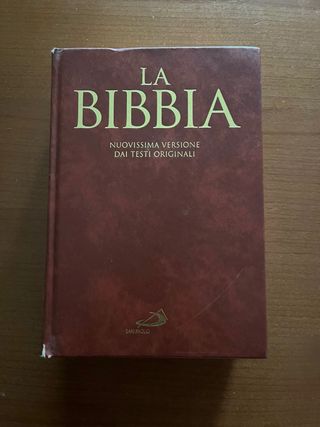 LA
BIBBIA
NUOVISSIMA VERSIONE
DAI TESTI ORIGINALI
SAN PAOLO